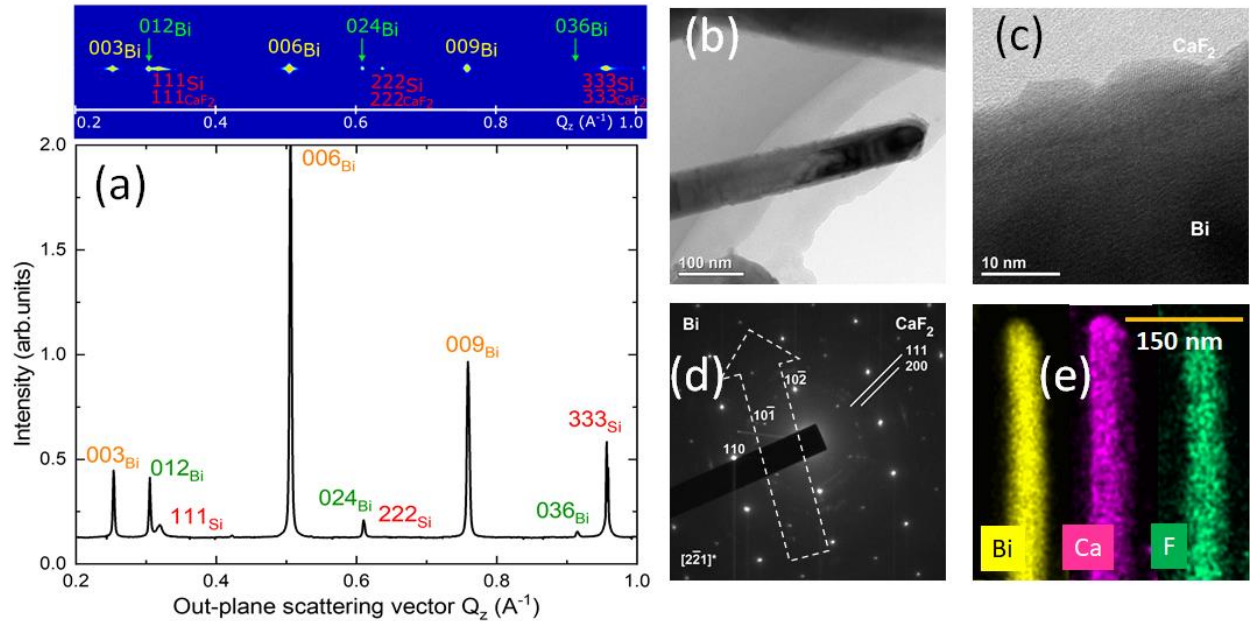 012Bi 024Bi 036Bi
003Bi 006Bi 009Bi
111Si 222Si 333Si
111CaF₂ 222CaF₂ 333CaF₂
0.2 0.4 0.6 0.8 Q_z (A⁻¹) 1.0
(a)
2.0
1.5
1.0
0.5
0.0
Intensity (arb.units)
006Bi
009Bi
333Si
003Bi
012Bi
111Si
024Bi
222Si
036Bi
0.2 0.4 0.6 0.8 1.0
Out-plane scattering vector Q_z (A⁻¹)
(b)
100 nm
(c)
CaF₂
Bi
10 nm
Bi
CaF₂
(d)
111
200
102̅
101̅
110
[22̅1]*
150 nm
(e)
Bi
Ca
F